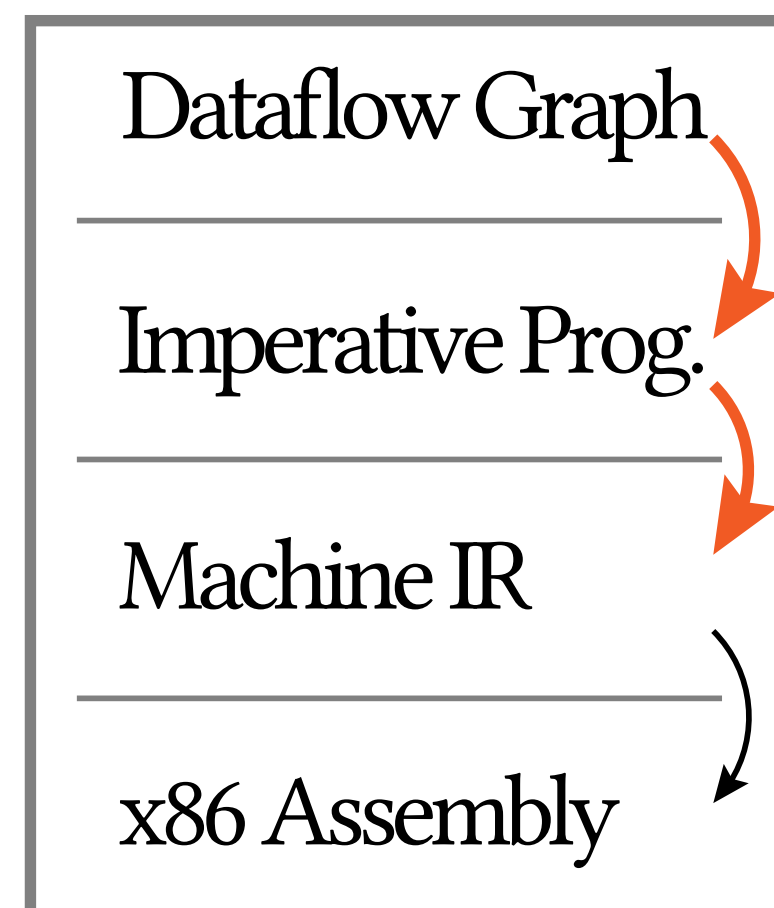 Dataflow Graph
Imperative Prog.
Machine IR
x86 Assembly